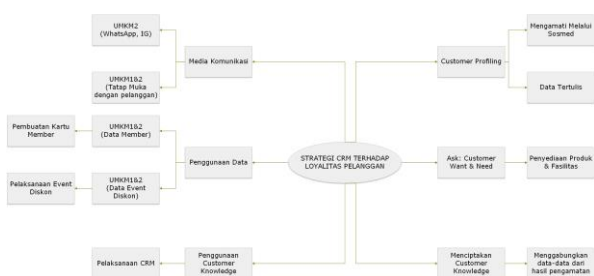 UMKM2
(WhatsApp, IG)
Media Komunikasi
UMKM1&2
(Tatap Muka
dengan pelanggan)
Pembuatan Kartu
Member
UMKM1&2
(Data Member)
Penggunaan Data
Pelaksanaan Event
Diskon
UMKM1&2
(Data Event
Diskon)
Pelaksanaan CRM
Penggunaan
Customer
Knowledge
STRATEGI CRM TERHADAP
LOYALITAS PELANGGAN
Customer Profiling
Mengamati Melalui
Sosmed
Data Tertulis
Ask: Customer
Want & Need
Penyediaan Produk
& Fasilitas
Menciptakan
Customer
Knowledge
Menggabungkan
data-data dari
hasil pengamatan